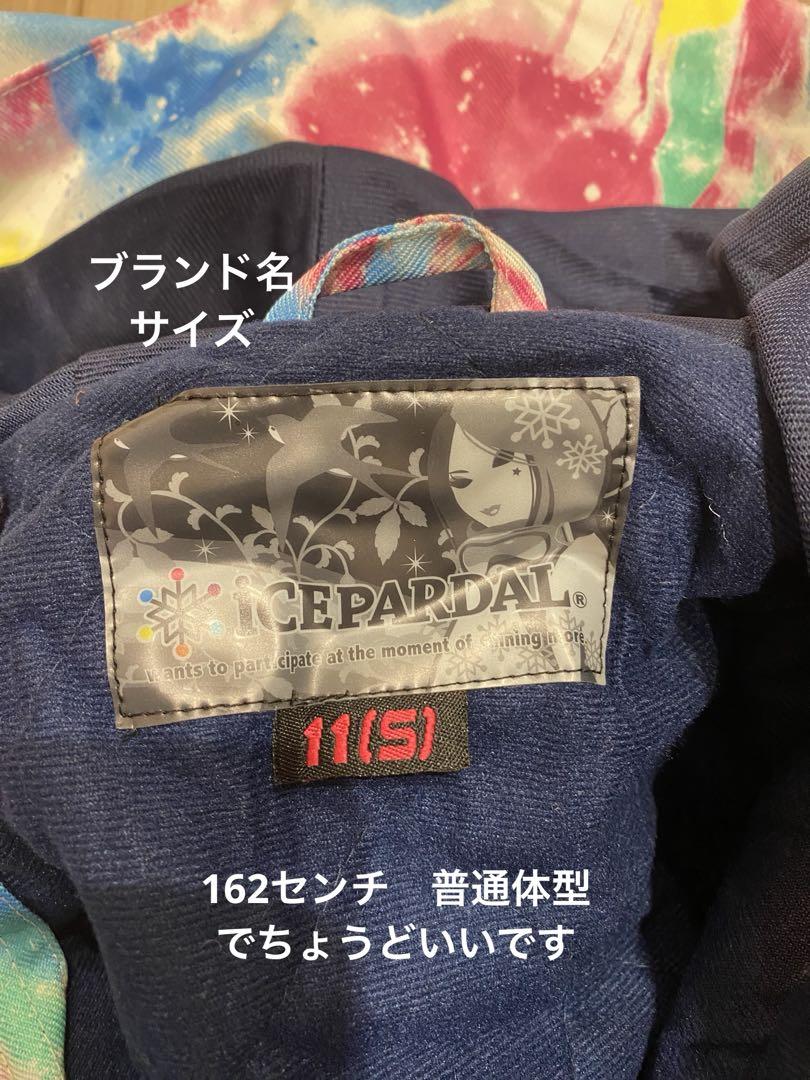 ブランド名
サイズ
iCEPARDAL®
wants to participate at the moment of shining more.
11(S)
162センチ　普通体型
でちょうどいいです